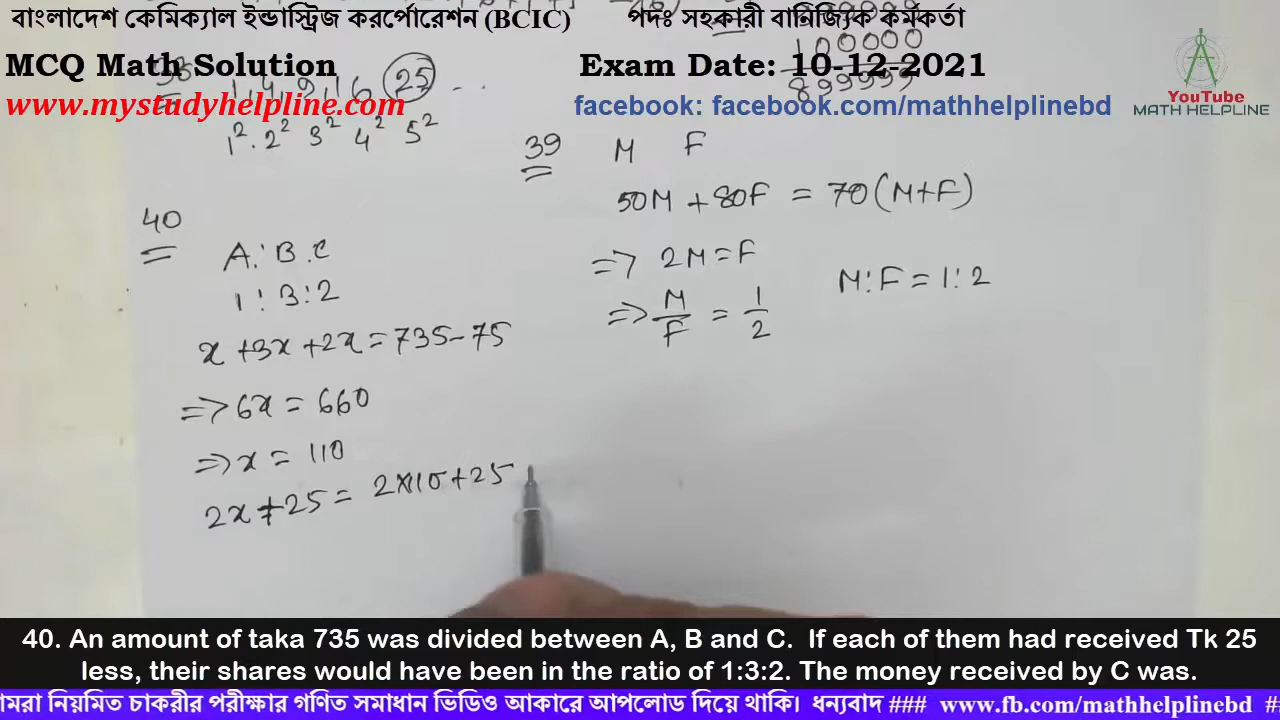 বাংলাদেশ কেমিক্যাল ইন্ডাস্ট্রিজ করর্পোরেশন (BCIC) পদঃ সহকারী বানিজ্যিক কর্মকর্তা
MCQ Math Solution Exam Date: 10-12-2021
www.mystudyhelpline.com facebook: facebook.com/mathhelplinebd
YouTube
MATH HELPLINE
100000
899999
38
1, 4, 9, 16, 25 ...
1². 2² 3² 4² 5²
39 M F
50M + 80F = 70(M+F)
=> 2M = F
=> M/F = 1/2
M:F = 1:2
40
A:B:C
1:3:2
x + 3x + 2x = 735 - 75
=> 6x = 660
=> x = 110
2x + 25 = 2×110 + 25
40. An amount of taka 735 was divided between A, B and C. If each of them had received Tk 25
less, their shares would have been in the ratio of 1:3:2. The money received by C was.
আমরা নিয়মিত চাকরীর পরীক্ষার গণিত সমাধান ভিডিও আকারে আপলোড দিয়ে থাকি। ধন্যবাদ ### www.fb.com/mathhelplinebd #